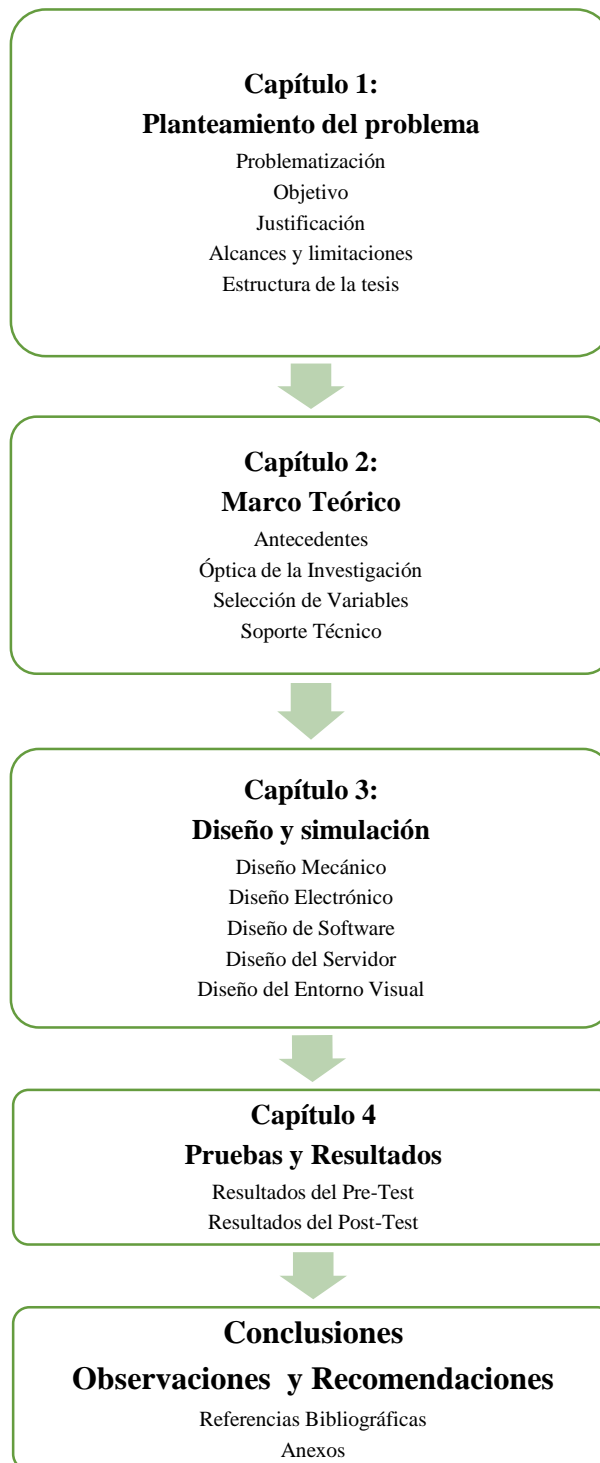 Capítulo 1:
Planteamiento del problema
Problematización
Objetivo
Justificación
Alcances y limitaciones
Estructura de la tesis
Capítulo 2:
Marco Teórico
Antecedentes
Óptica de la Investigación
Selección de Variables
Soporte Técnico
Capítulo 3:
Diseño y simulación
Diseño Mecánico
Diseño Electrónico
Diseño de Software
Diseño del Servidor
Diseño del Entorno Visual
Capítulo 4
Pruebas y Resultados
Resultados del Pre-Test
Resultados del Post-Test
Conclusiones
Observaciones y Recomendaciones
Referencias Bibliográficas
Anexos